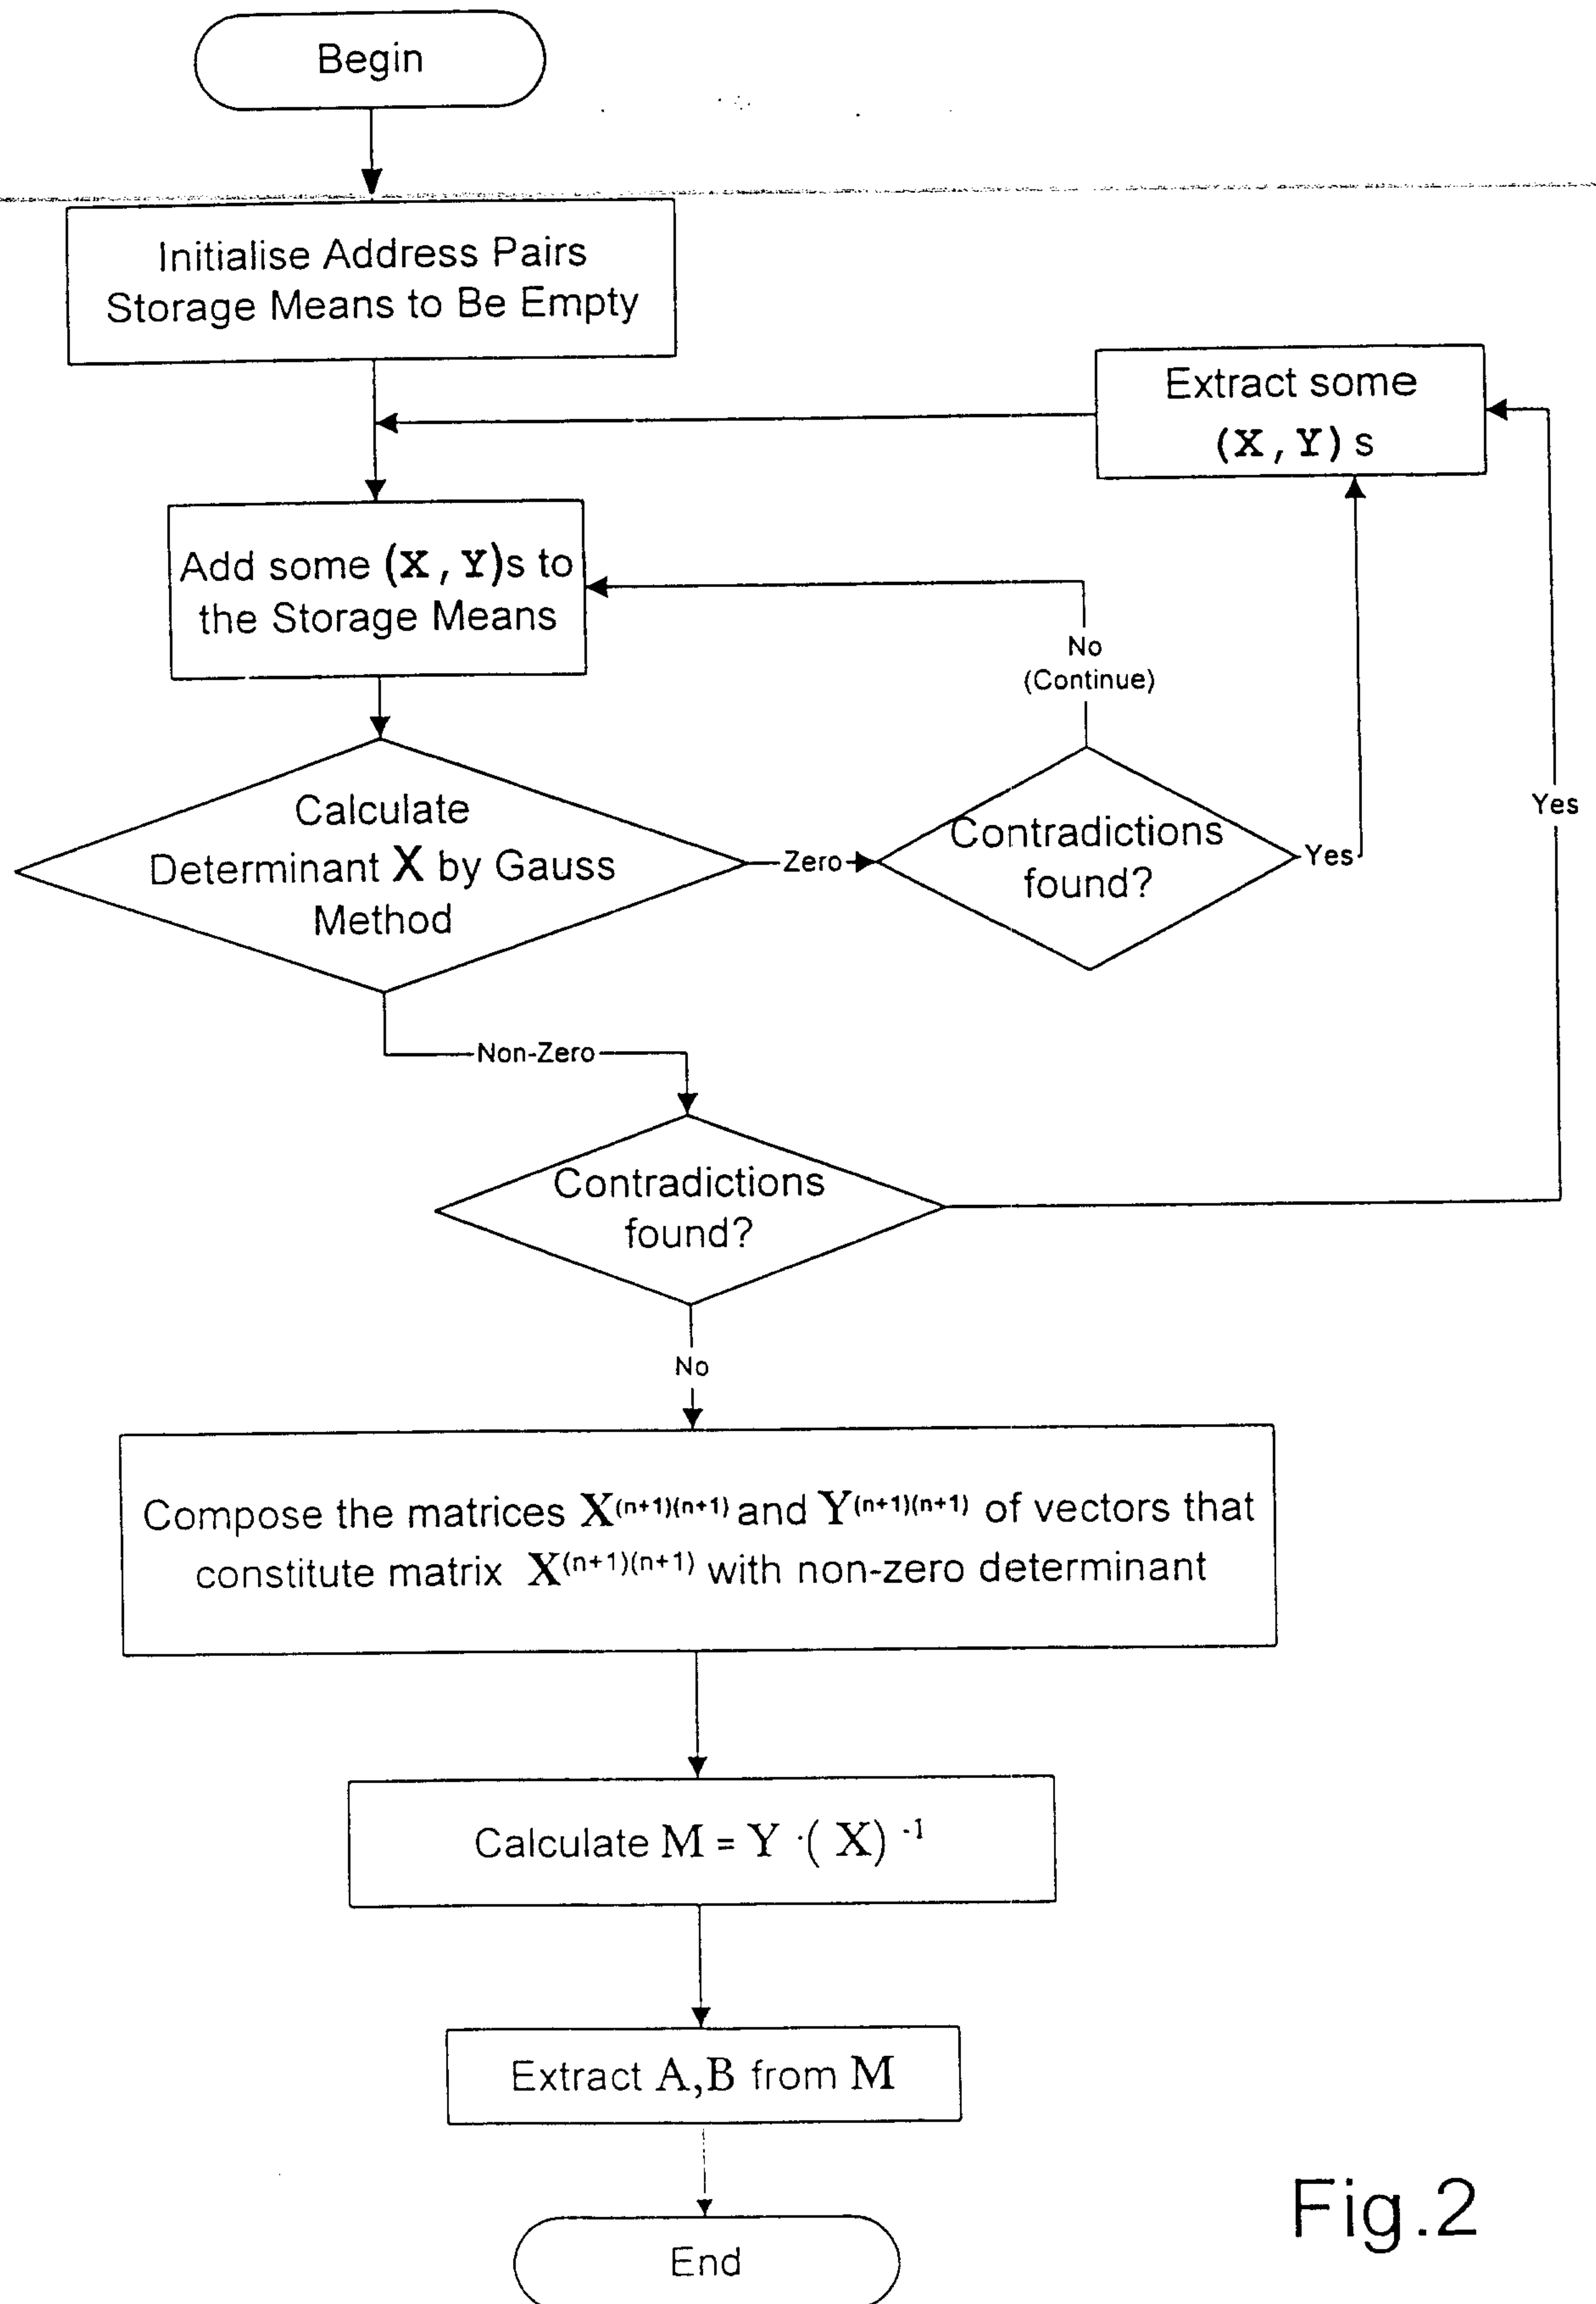 Begin
Initialise Address Pairs
Storage Means to Be Empty
Extract some
(X, Y) s
Add some (X, Y)s to
the Storage Means
No
(Continue)
Calculate
Determinant X by Gauss
Method
Zero
Contradictions
found?
Yes
Yes
Non-Zero
Contradictions
found?
No
Compose the matrices X(n+1)(n+1) and Y(n+1)(n+1) of vectors that
constitute matrix X(n+1)(n+1) with non-zero determinant
Calculate M = Y ·( X) -1
Extract A,B from M
End
Fig.2